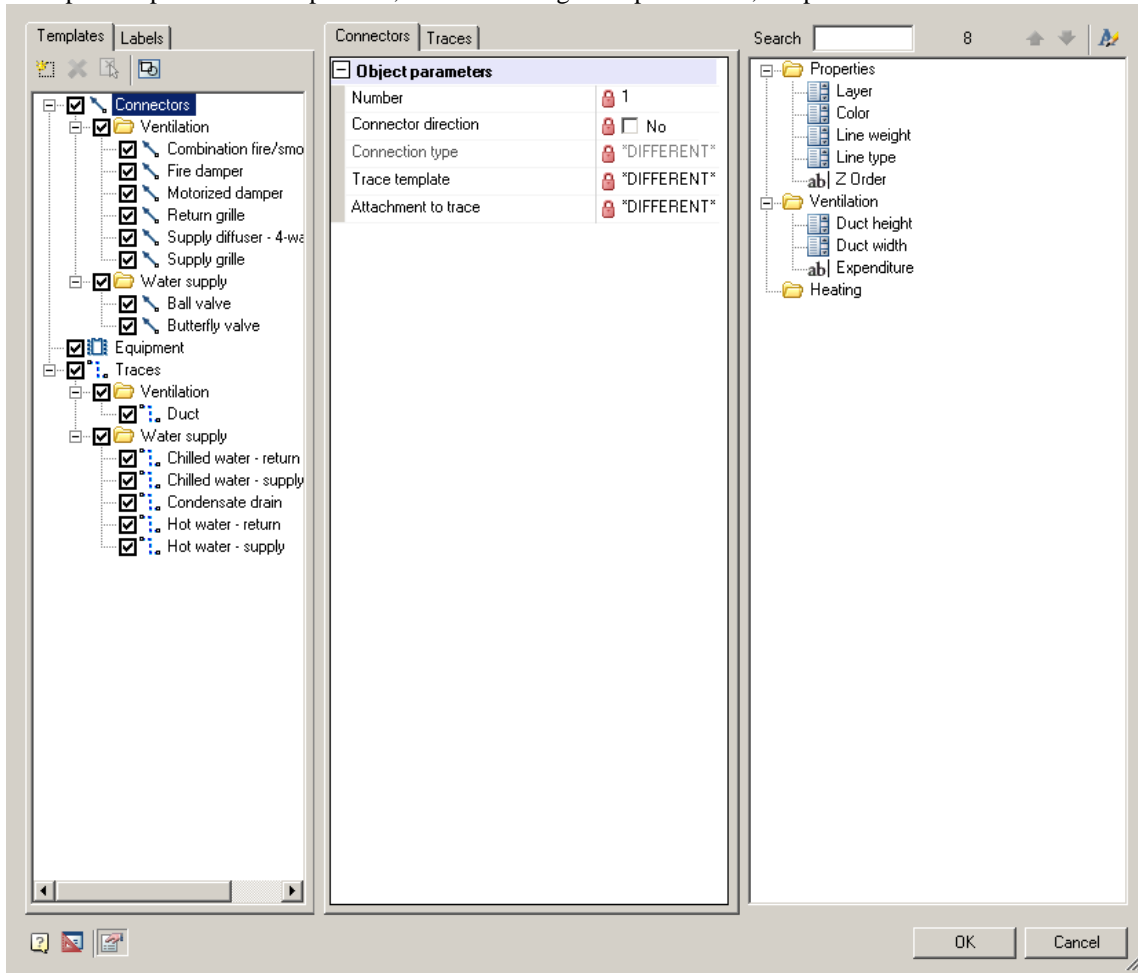 Templates Labels
Connectors
Ventilation
Combination fire/smo
Fire damper
Motorized damper
Return grille
Supply diffuser - 4-wa
Supply grille
Water supply
Ball valve
Butterfly valve
Equipment
Traces
Ventilation
Duct
Water supply
Chilled water - return
Chilled water - supply
Condensate drain
Hot water - return
Hot water - supply
Connectors Traces
Object parameters
Number 1
Connector direction No
Connection type *DIFFERENT*
Trace template *DIFFERENT*
Attachment to trace *DIFFERENT*
Search 8
Properties
Layer
Color
Line weight
Line type
ab Z Order
Ventilation
Duct height
Duct width
ab Expenditure
Heating
OK Cancel